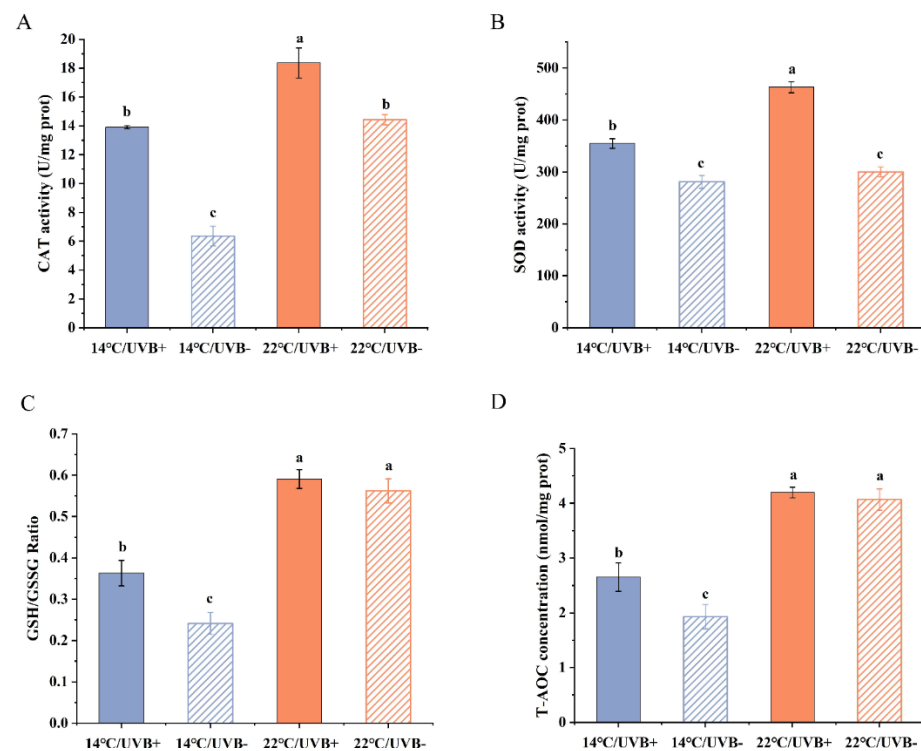 A
CAT activity (U/mg prot)
20
18
16
14
12
10
8
6
4
2
0
b
c
a
b
14°C/UVB+ 14°C/UVB- 22°C/UVB+ 22°C/UVB-
B
SOD activity (U/mg prot)
500
400
300
200
100
0
b
c
a
c
14°C/UVB+ 14°C/UVB- 22°C/UVB+ 22°C/UVB-
C
GSH/GSSG Ratio
0.7
0.6
0.5
0.4
0.3
0.2
0.1
0.0
b
c
a
a
14°C/UVB+ 14°C/UVB- 22°C/UVB+ 22°C/UVB-
D
T-AOC concentration (nmol/mg prot)
5
4
3
2
1
0
b
c
a
a
14°C/UVB+ 14°C/UVB- 22°C/UVB+ 22°C/UVB-